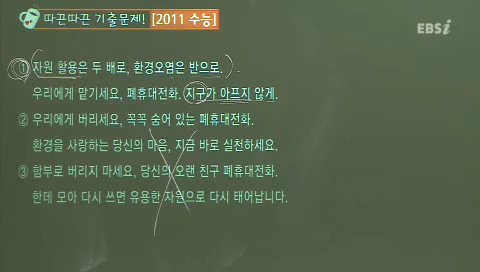 따끈따끈 기출문제! [2011 수능]
EBSi
① 자원 활용은 두 배로, 환경오염은 반으로.
우리에게 맡기세요, 폐휴대전화. 지구가 아프지 않게.
② 우리에게 버리세요, 꼭꼭 숨어 있는 폐휴대전화.
환경을 사랑하는 당신의 마음, 지금 바로 실천하세요.
③ 함부로 버리지 마세요, 당신의 오랜 친구 폐휴대전화.
한데 모아 다시 쓰면 유용한 자원으로 다시 태어납니다.